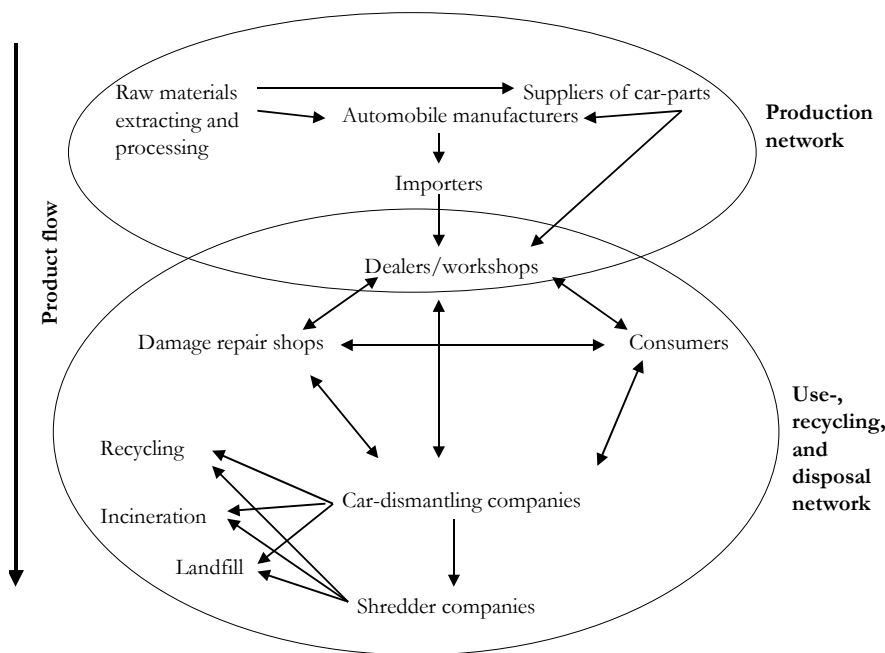 Raw materials
extracting and
processing
Suppliers of car-parts
Automobile manufacturers
Production
network
Importers
Product flow
Dealers/workshops
Damage repair shops
Consumers
Use-,
recycling,
and
disposal
network
Recycling
Car-dismantling companies
Incineration
Landfill
Shredder companies